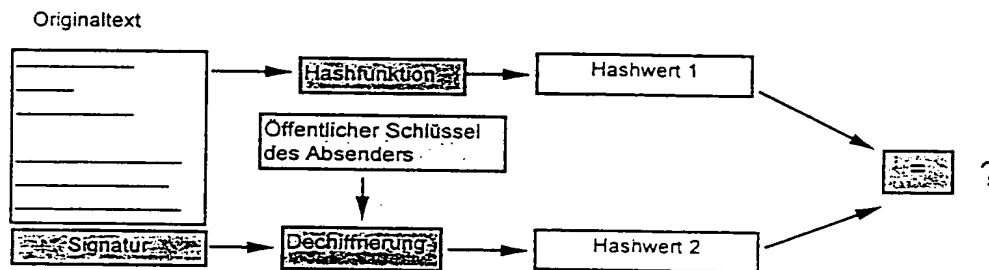 Originaltext
Hashfunktion
Hashwert 1
Öffentlicher Schlüssel
des Absenders
= ?
Signatur
Dechiffrierung
Hashwert 2